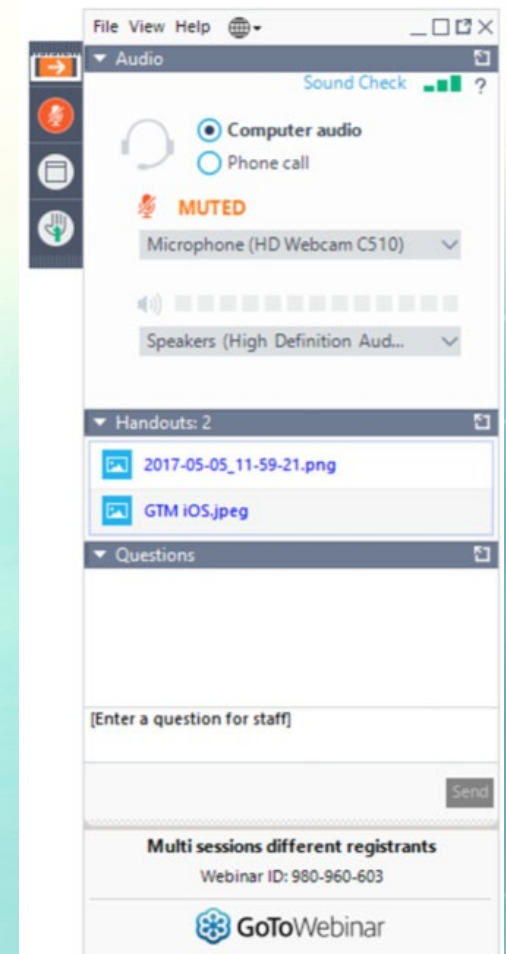 File View Help
Audio
Sound Check ?
Computer audio
Phone call
MUTED
Microphone (HD Webcam C510)
Speakers (High Definition Aud...
Handouts: 2
2017-05-05_11-59-21.png
GTM iOS.jpeg
Questions
[Enter a question for staff]
Send
Multi sessions different registrants
Webinar ID: 980-960-603
GoToWebinar